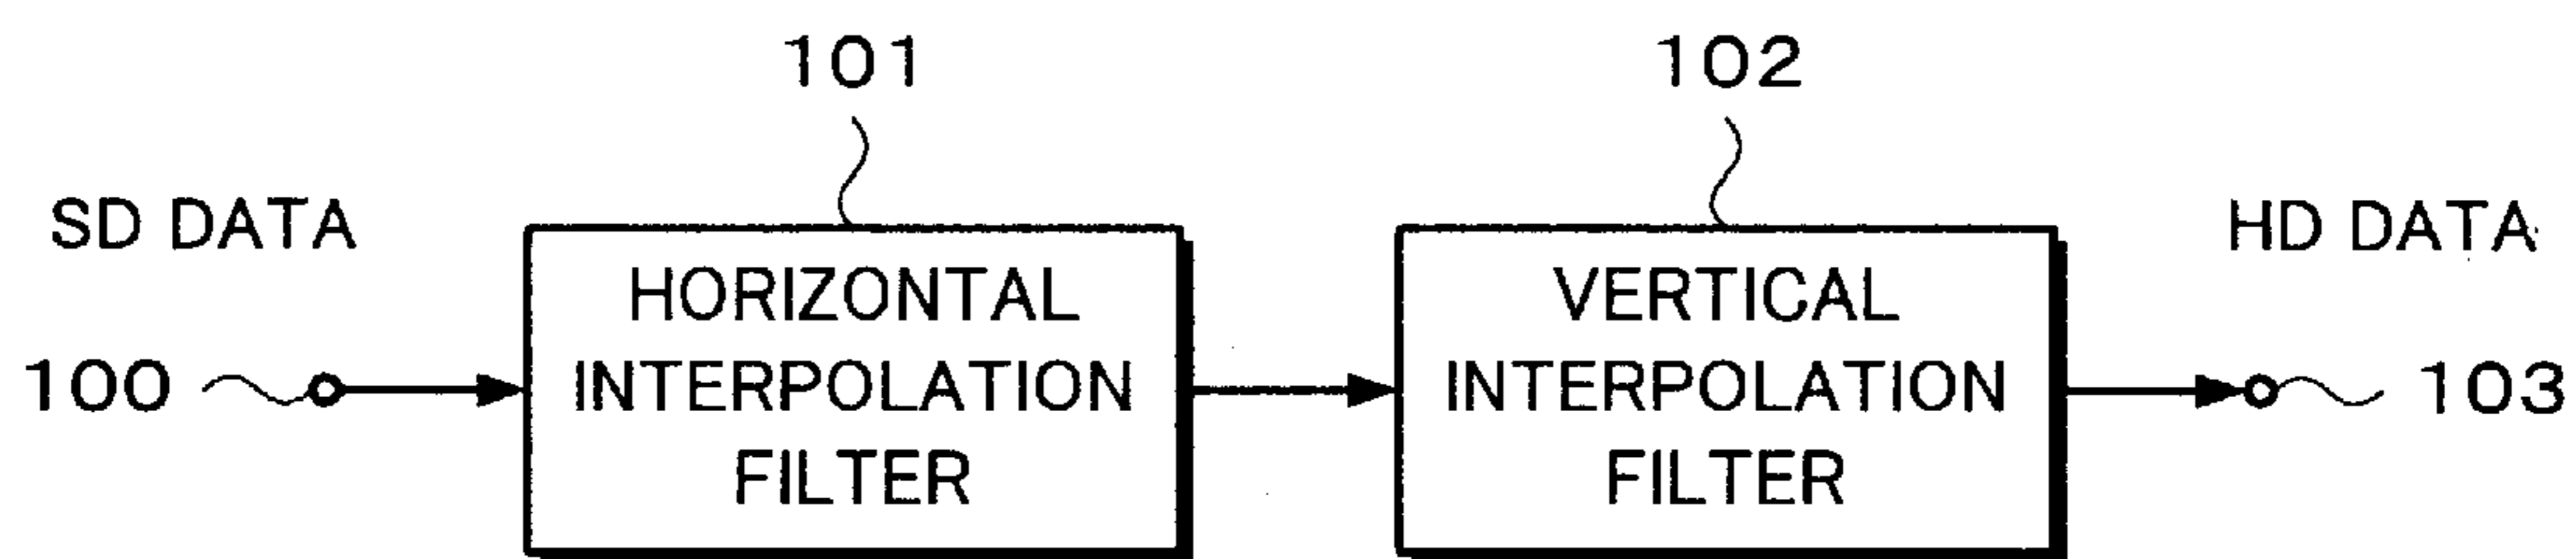 101
102
SD DATA
HD DATA
HORIZONTAL
INTERPOLATION
FILTER
VERTICAL
INTERPOLATION
FILTER
100
103